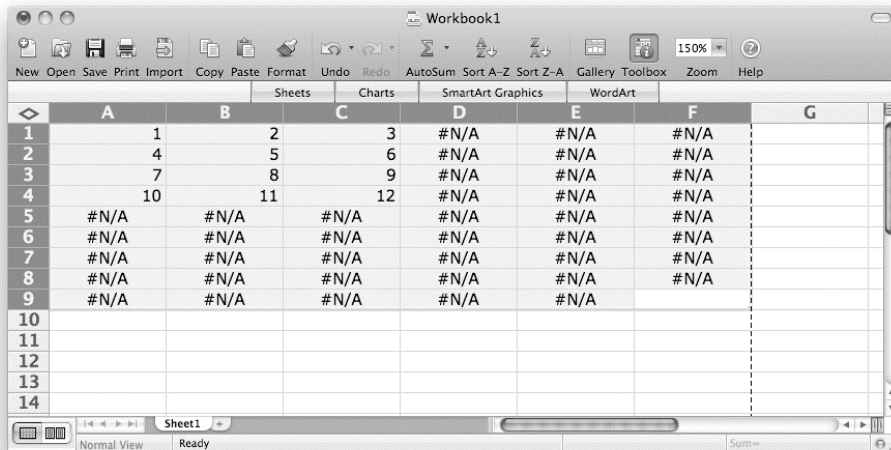 Workbook1
New Open Save Print Import Copy Paste Format Undo Redo AutoSum Sort A-Z Sort Z-A Gallery Toolbox 150% Zoom Help
Sheets Charts SmartArt Graphics WordArt
A B C D E F G
1 1 2 3 #N/A #N/A #N/A
2 4 5 6 #N/A #N/A #N/A
3 7 8 9 #N/A #N/A #N/A
4 10 11 12 #N/A #N/A #N/A
5 #N/A #N/A #N/A #N/A #N/A #N/A
6 #N/A #N/A #N/A #N/A #N/A #N/A
7 #N/A #N/A #N/A #N/A #N/A #N/A
8 #N/A #N/A #N/A #N/A #N/A #N/A
9 #N/A #N/A #N/A #N/A #N/A
10
11
12
13
14
Sheet1
Normal View Ready Sum=